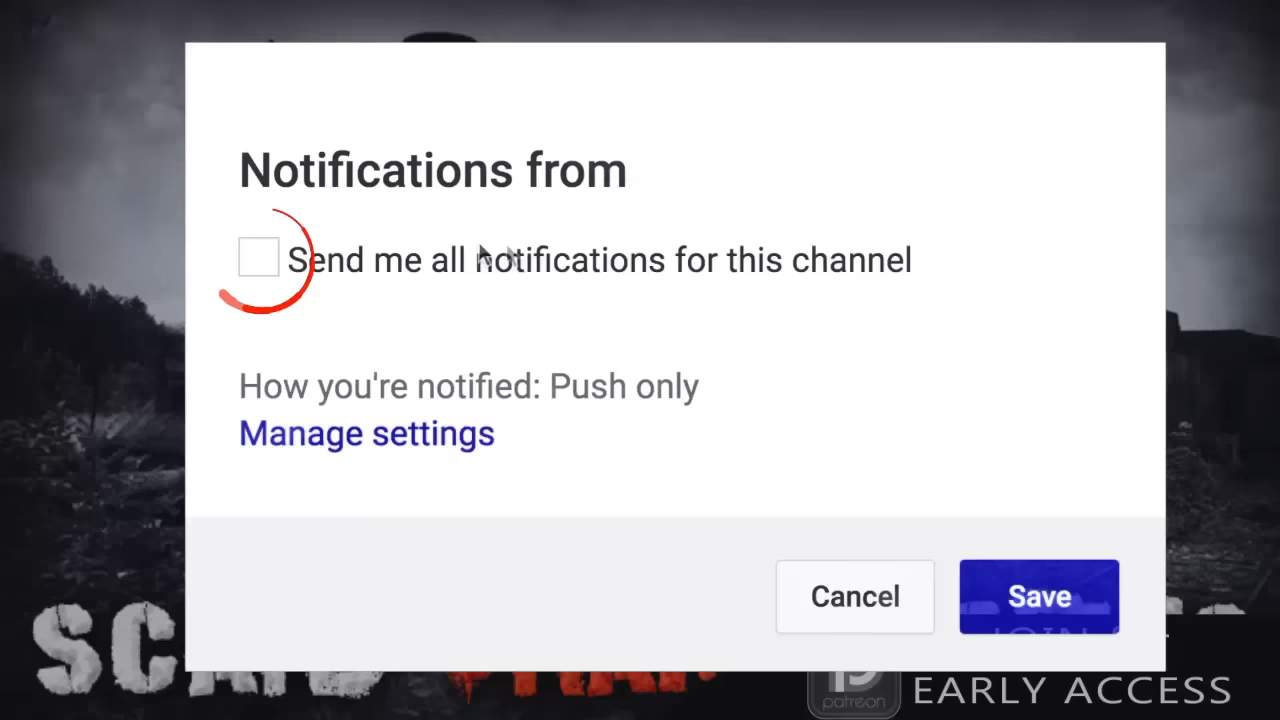 Notifications from
Send me all notifications for this channel
How you're notified: Push only
Manage settings
Cancel
Save
patreon
EARLY ACCESS